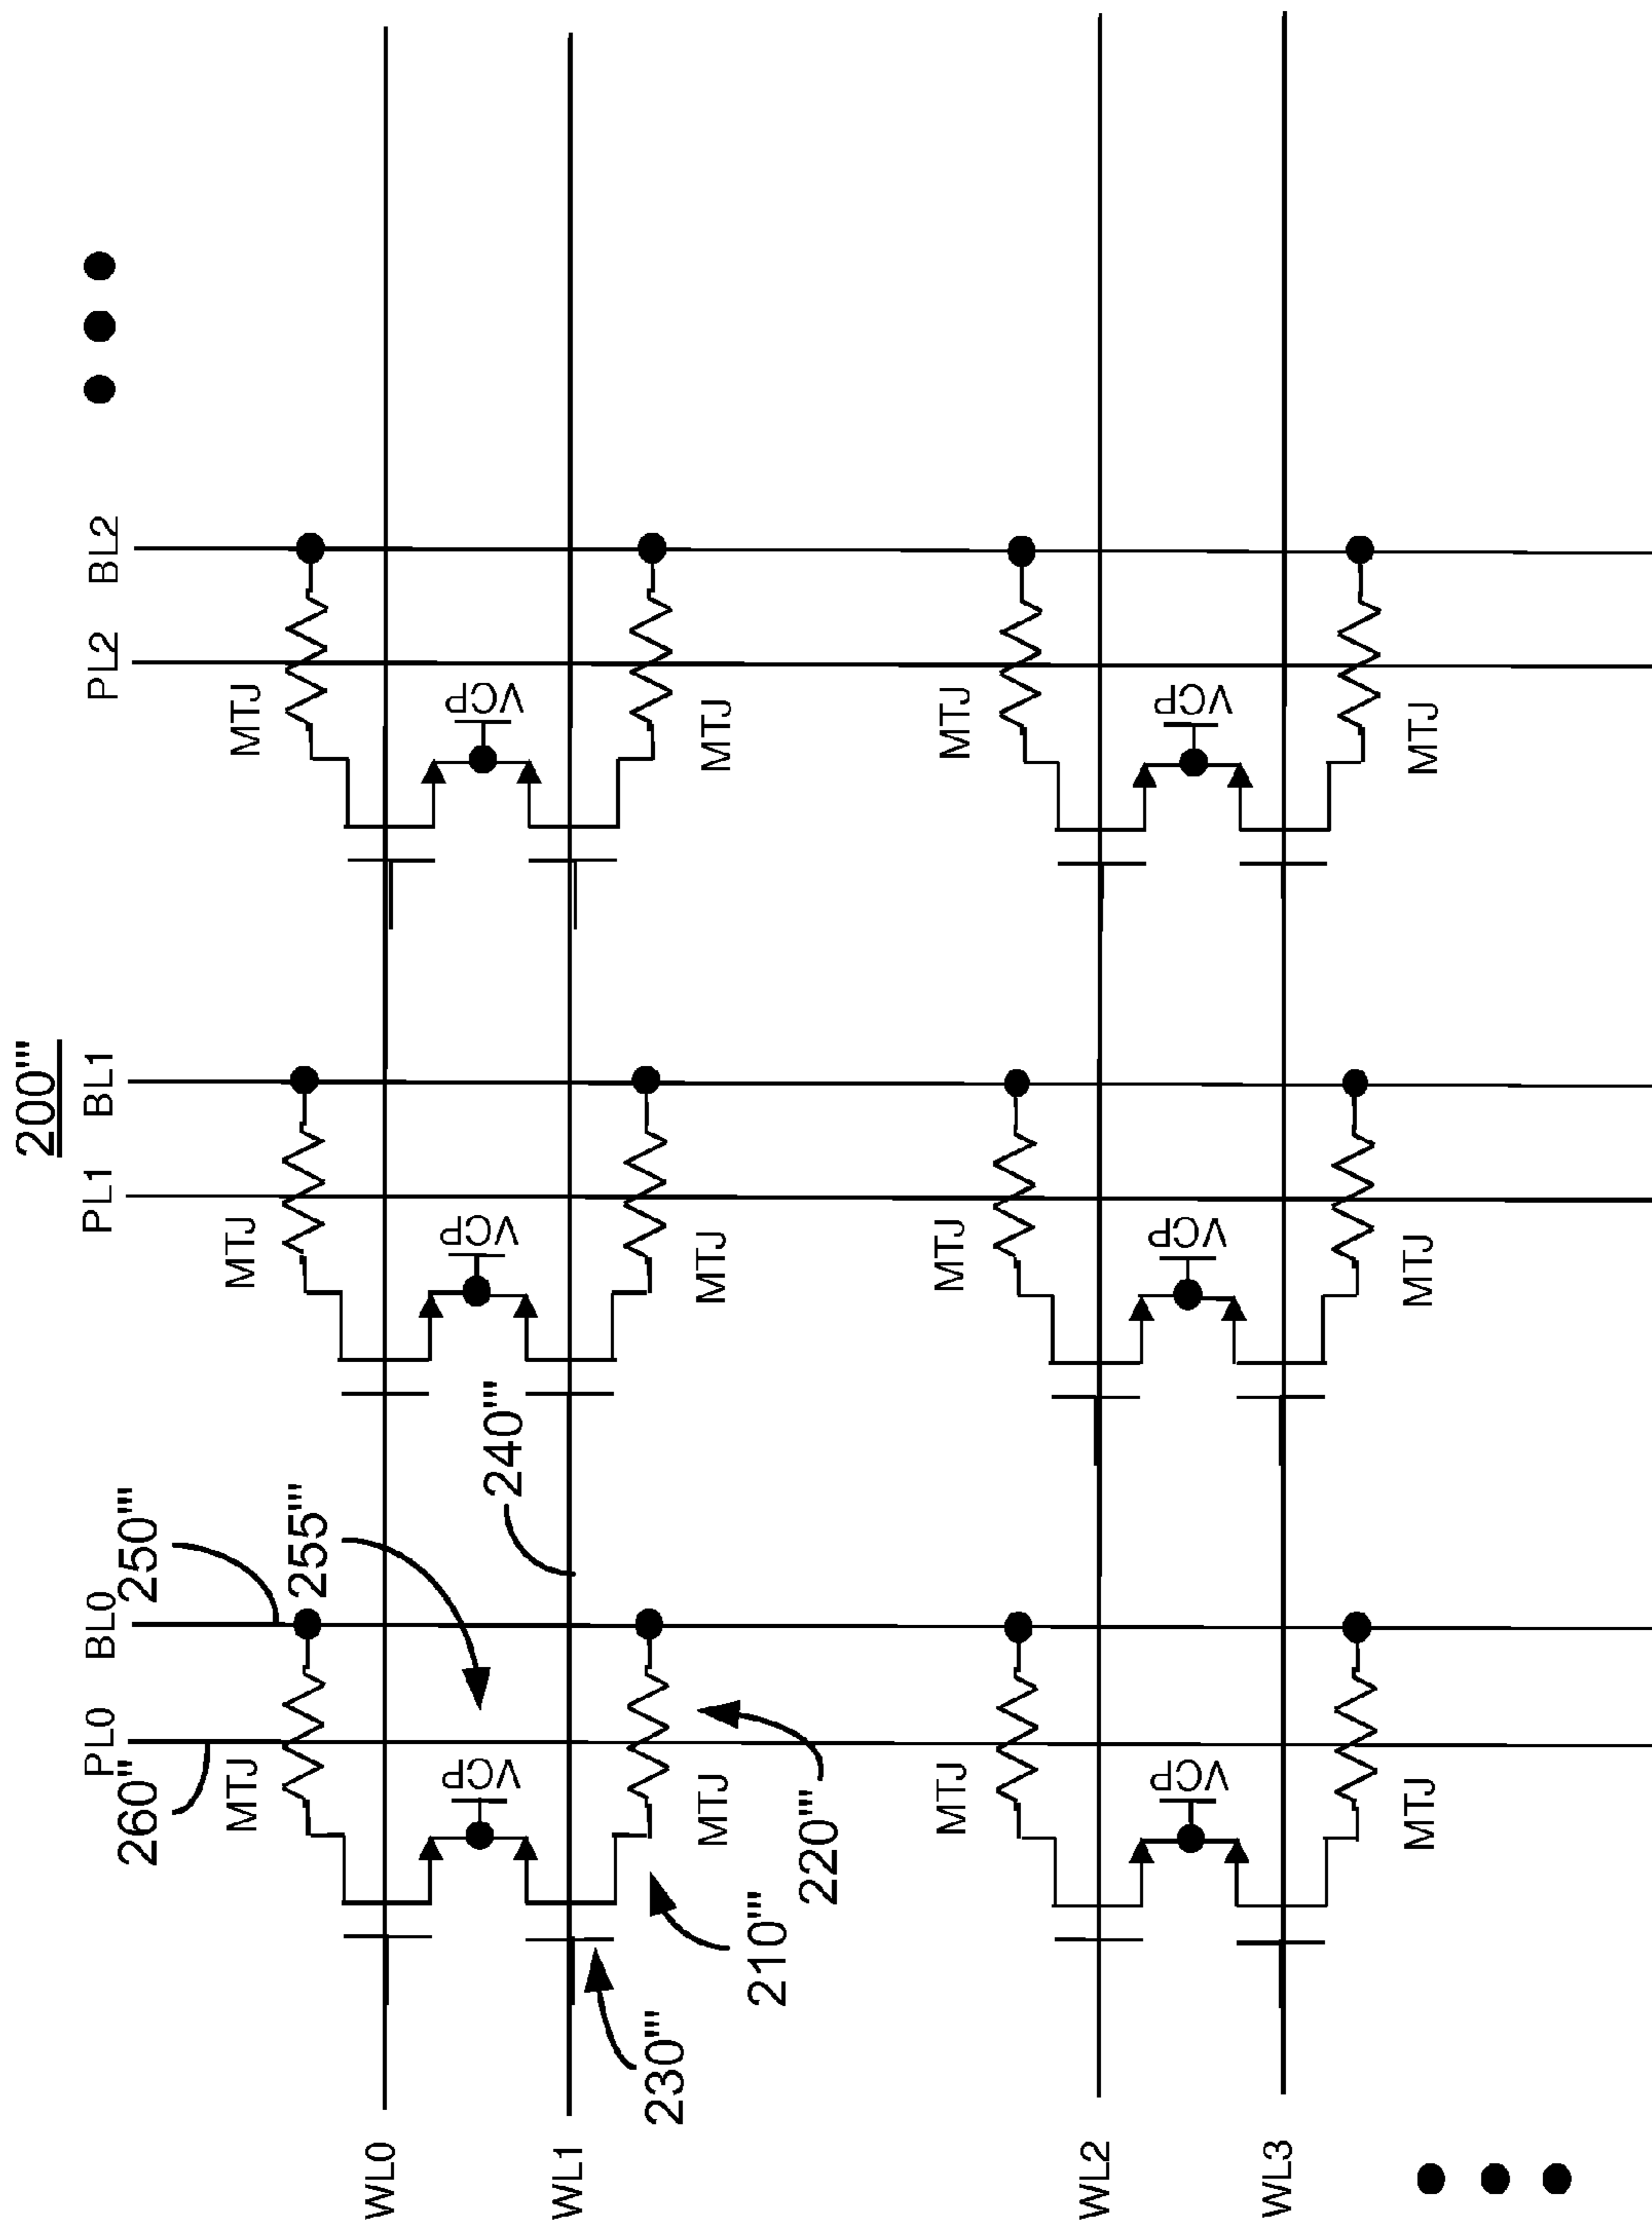 200'''
PL0 BL0 PL1 BL1 PL2 BL2
260'' 250'''
MTJ MTJ MTJ
255'''
WL0
VCP VCP VCP
240'''
WL1
230'''
MTJ MTJ MTJ
210'''
220'''
MTJ MTJ MTJ
WL2
VCP VCP VCP
WL3
MTJ MTJ MTJ